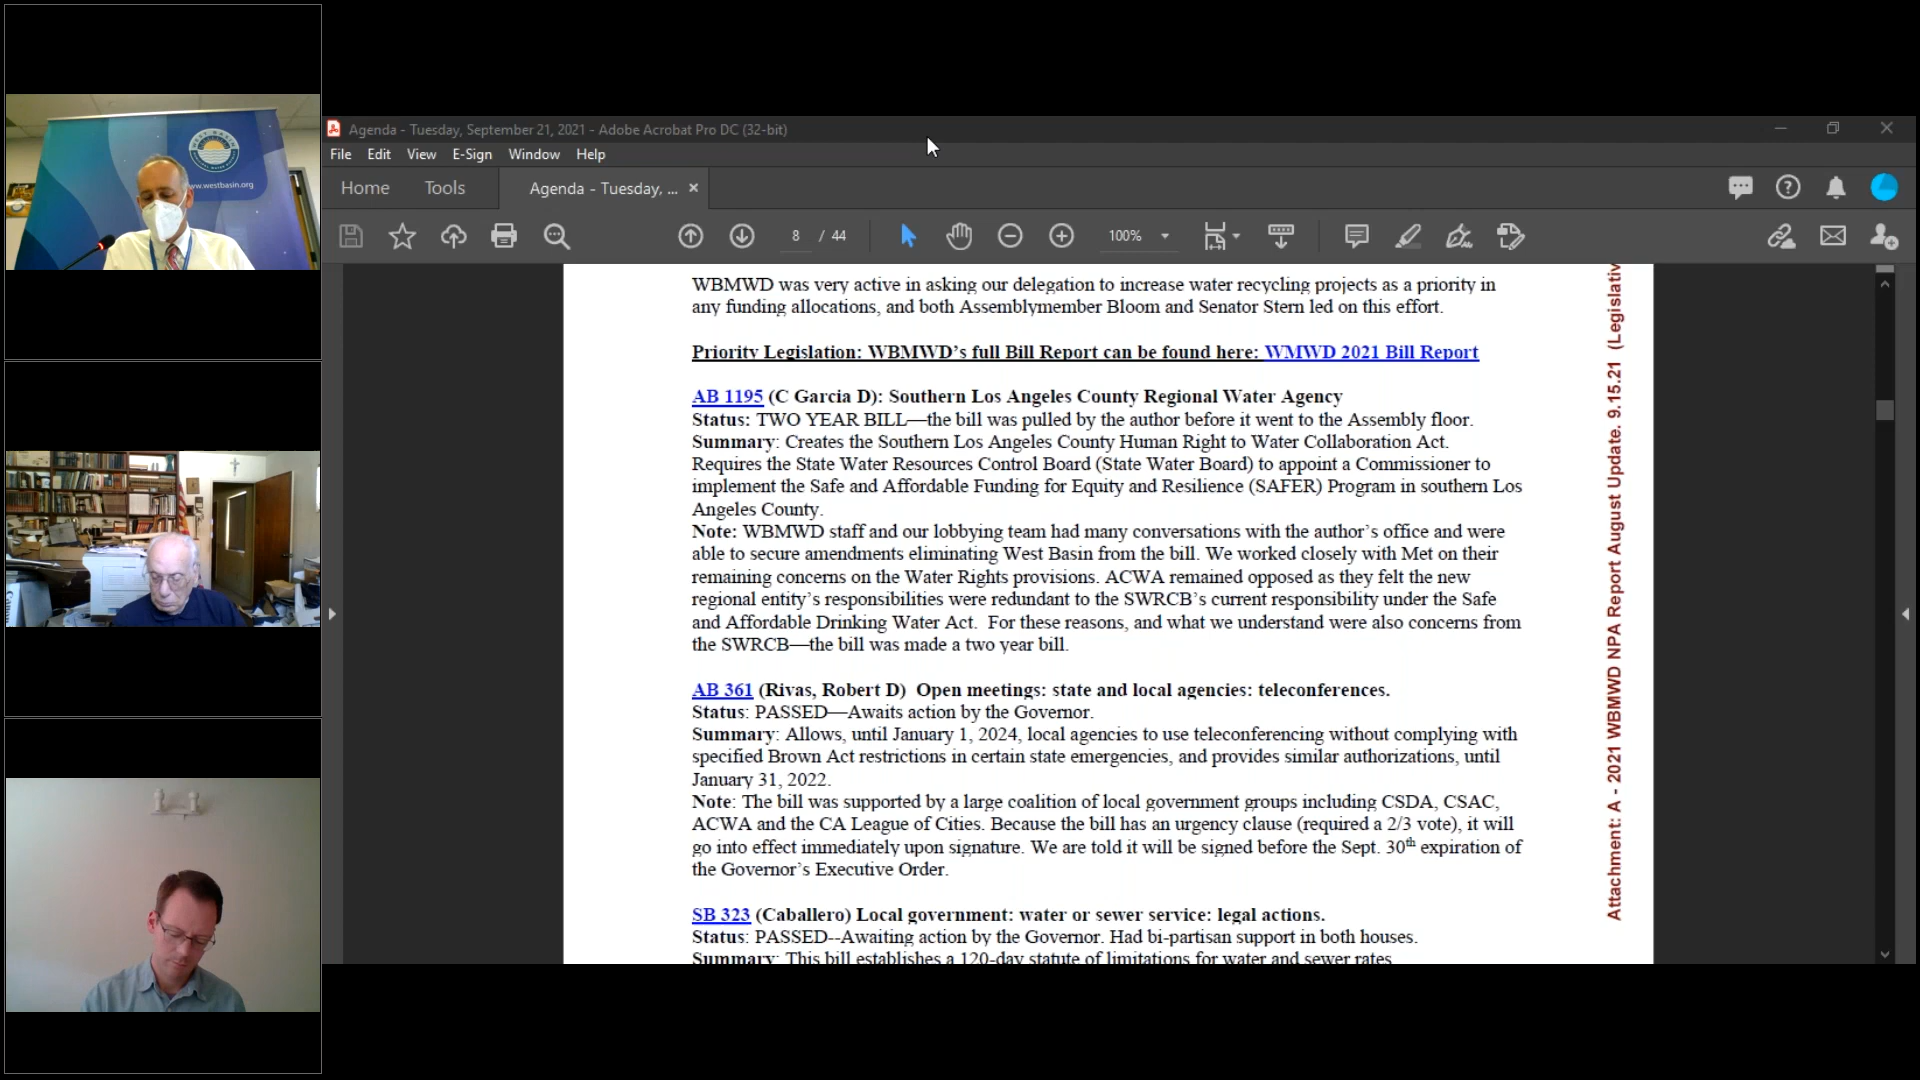 WEST BASIN
www.westbasin.org
Agenda - Tuesday, September 21, 2021 - Adobe Acrobat Pro DC (32-bit)
File Edit View E-Sign Window Help
Home Tools Agenda - Tuesday, ... ×
8 / 44 100%
WBMWD was very active in asking our delegation to increase water recycling projects as a priority in
any funding allocations, and both Assemblymember Bloom and Senator Stern led on this effort.
Priority Legislation: WBMWD’s full Bill Report can be found here: WMWD 2021 Bill Report
AB 1195 (C Garcia D): Southern Los Angeles County Regional Water Agency
Status: TWO YEAR BILL—the bill was pulled by the author before it went to the Assembly floor.
Summary: Creates the Southern Los Angeles County Human Right to Water Collaboration Act.
Requires the State Water Resources Control Board (State Water Board) to appoint a Commissioner to
implement the Safe and Affordable Funding for Equity and Resilience (SAFER) Program in southern Los
Angeles County.
Note: WBMWD staff and our lobbying team had many conversations with the author’s office and were
able to secure amendments eliminating West Basin from the bill. We worked closely with Met on their
remaining concerns on the Water Rights provisions. ACWA remained opposed as they felt the new
regional entity’s responsibilities were redundant to the SWRCB’s current responsibility under the Safe
and Affordable Drinking Water Act. For these reasons, and what we understand were also concerns from
the SWRCB—the bill was made a two year bill.
AB 361 (Rivas, Robert D) Open meetings: state and local agencies: teleconferences.
Status: PASSED—Awaits action by the Governor.
Summary: Allows, until January 1, 2024, local agencies to use teleconferencing without complying with
specified Brown Act restrictions in certain state emergencies, and provides similar authorizations, until
January 31, 2022.
Note: The bill was supported by a large coalition of local government groups including CSDA, CSAC,
ACWA and the CA League of Cities. Because the bill has an urgency clause (required a 2/3 vote), it will
go into effect immediately upon signature. We are told it will be signed before the Sept. 30th expiration of
the Governor’s Executive Order.
SB 323 (Caballero) Local government: water or sewer service: legal actions.
Status: PASSED--Awaiting action by the Governor. Had bi-partisan support in both houses.
Summary: This bill establishes a 120-day statute of limitations for water and sewer rates
Attachment: A - 2021 WBMWD NPA Report August Update. 9.15.21 (Legislativ